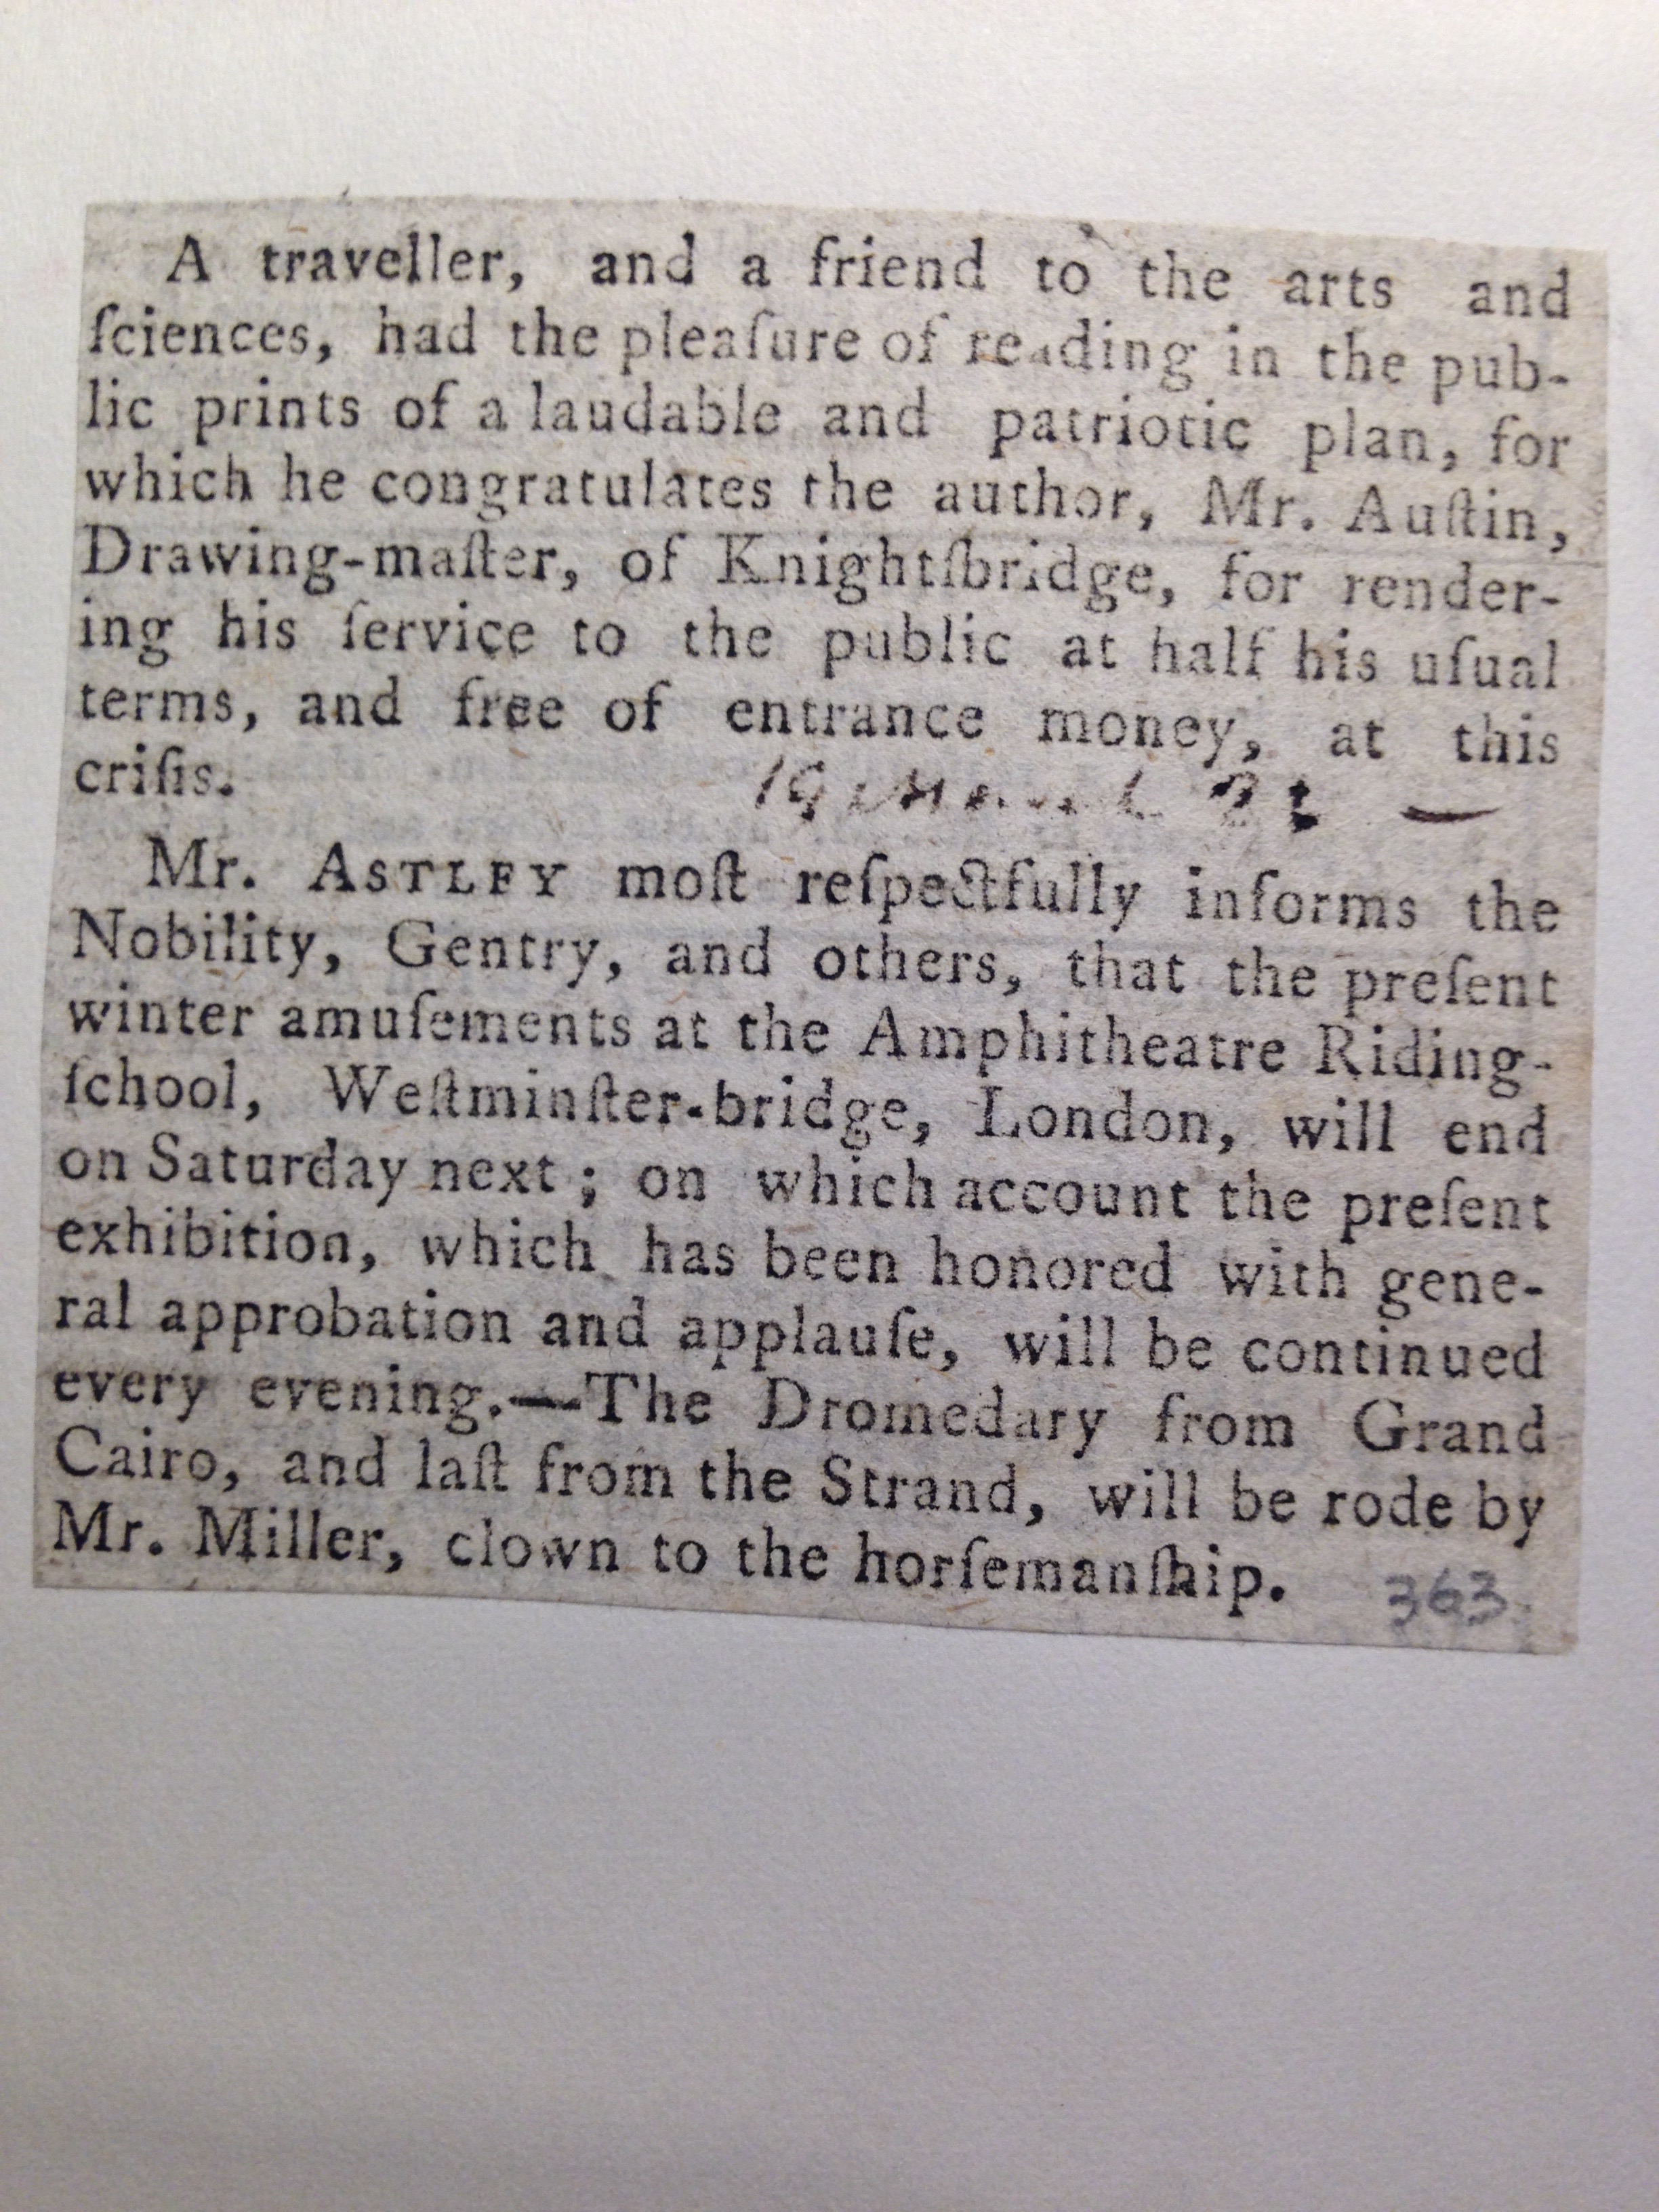 A traveller, and a friend to the arts and
ſciences, had the pleaſure of reading in the pub-
lic prints of a laudable and patriotic plan, for
which he congratulates the author, Mr. Auſtin,
Drawing-maſter, of Knightſbridge, for render-
ing his ſervice to the public at half his uſual
terms, and free of entrance money, at this
criſis.
19
Mr. ASTLEY moſt reſpectfully informs the
Nobility, Gentry, and others, that the preſent
winter amuſements at the Amphitheatre Riding-
ſchool, Weſtminſter-bridge, London, will end
on Saturday next; on which account the preſent
exhibition, which has been honored with gene-
ral approbation and applauſe, will be continued
every evening.—The Dromedary from Grand
Cairo, and laſt from the Strand, will be rode by
Mr. Miller, clown to the horſemanſhip.
363